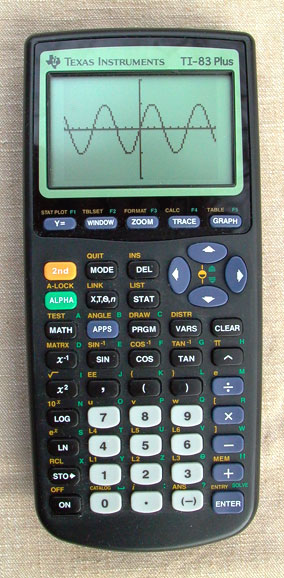 TEXAS INSTRUMENTS TI-83 Plus
STAT PLOT F1 TBLSET F2 FORMAT F3 CALC F4 TABLE F5
Y= WINDOW ZOOM TRACE GRAPH
QUIT INS
2nd MODE DEL
A-LOCK LINK LIST
ALPHA X,T,Θ,n STAT
TEST A ANGLE B DRAW C DISTR
MATH APPS PRGM VARS CLEAR
MATRX D SIN⁻¹ E COS⁻¹ F TAN⁻¹ G π H
x⁻¹ SIN COS TAN ^
√ I EE J { K } L e M
x² , ( ) ÷
10ˣ N u O v P w Q [ R
LOG 7 8 9 ×
eˣ S L4 T L5 U L6 V ] W
LN 4 5 6 −
RCL X L1 Y L2 Z L3 θ MEM "
STO▶ 1 2 3 +
OFF CATALOG i : ANS ? ENTRY SOLVE
ON 0 . (−) ENTER